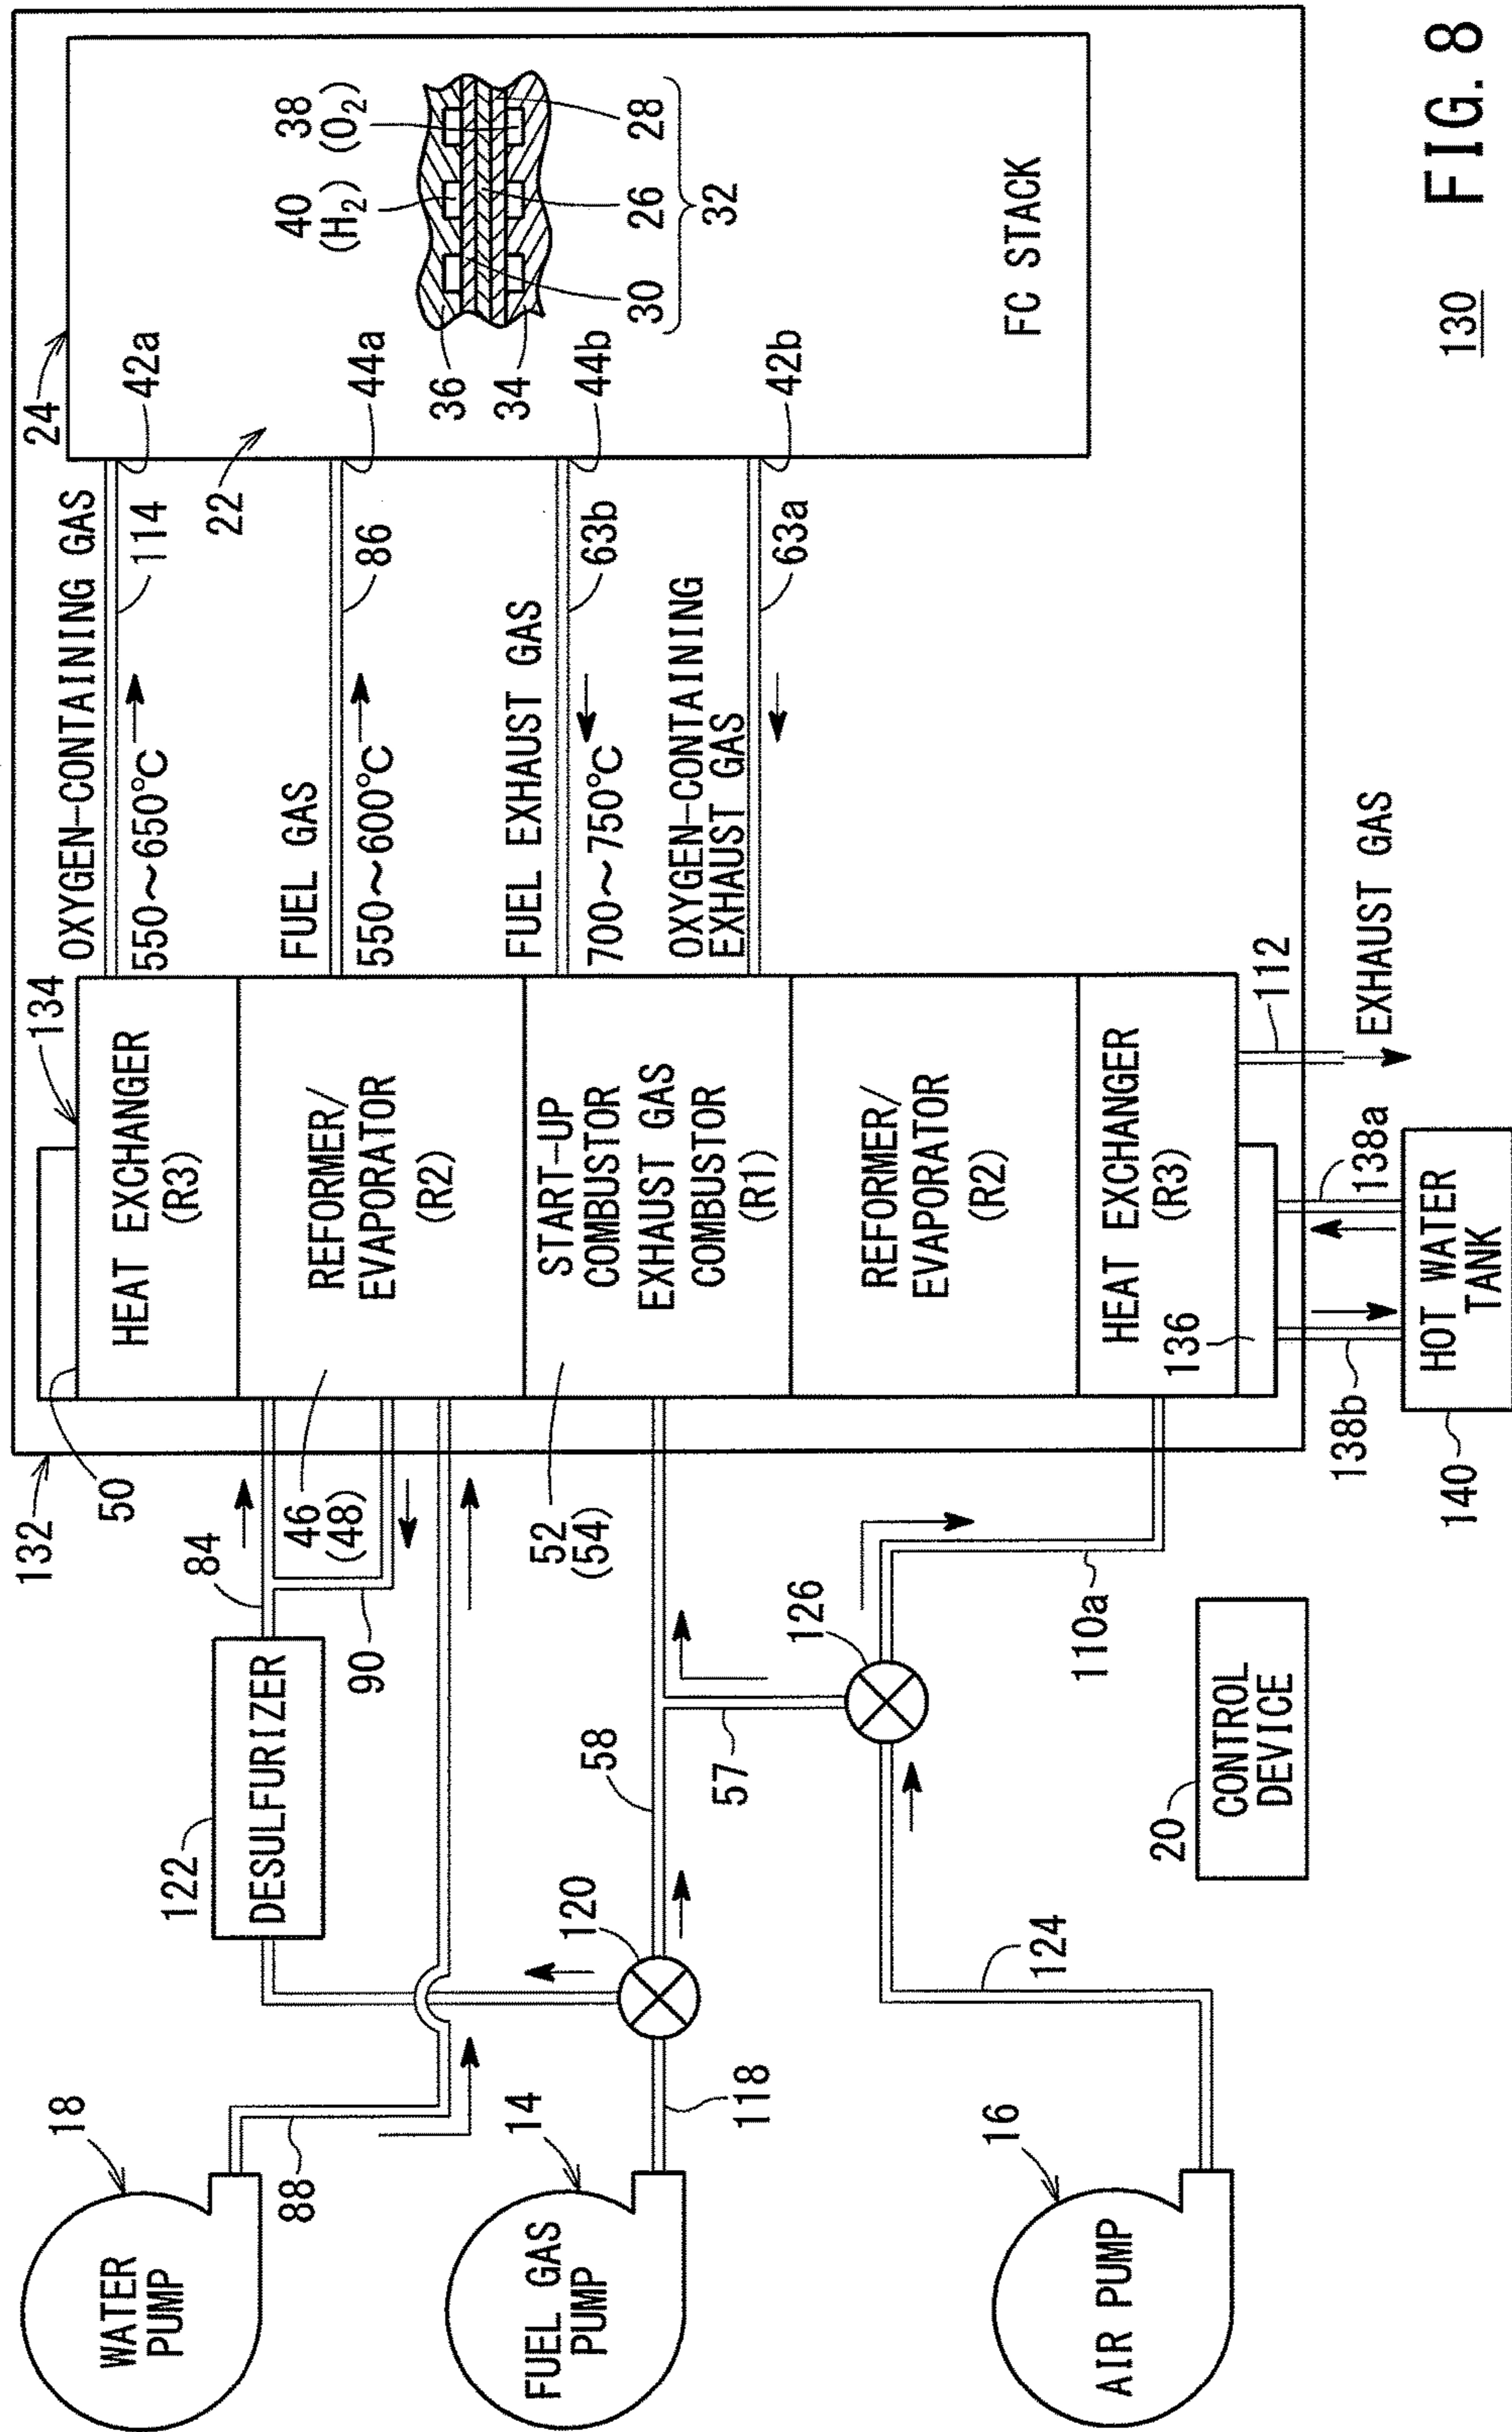 FIG. 8
130
132
134
24
22
WATER
PUMP
18
88
FUEL GAS
PUMP
14
118
AIR PUMP
16
124
120
122
DESULFURIZER
84
90
58
57
126
110a
20
CONTROL
DEVICE
50
46
(48)
52
(54)
HEAT EXCHANGER
(R3)
REFORMER/
EVAPORATOR
(R2)
START-UP
COMBUSTOR
EXHAUST GAS
COMBUSTOR
(R1)
REFORMER/
EVAPORATOR
(R2)
HEAT EXCHANGER
(R3)
136
138b
138a
140
HOT WATER
TANK
112
EXHAUST GAS
OXYGEN-CONTAINING GAS
550~650℃
114
42a
FUEL GAS
550~600℃
86
44a
FUEL EXHAUST GAS
700~750℃
63b
44b
OXYGEN-CONTAINING
EXHAUST GAS
63a
42b
40
(H2)
38
(O2)
36
34
30
26
28
32
FC STACK